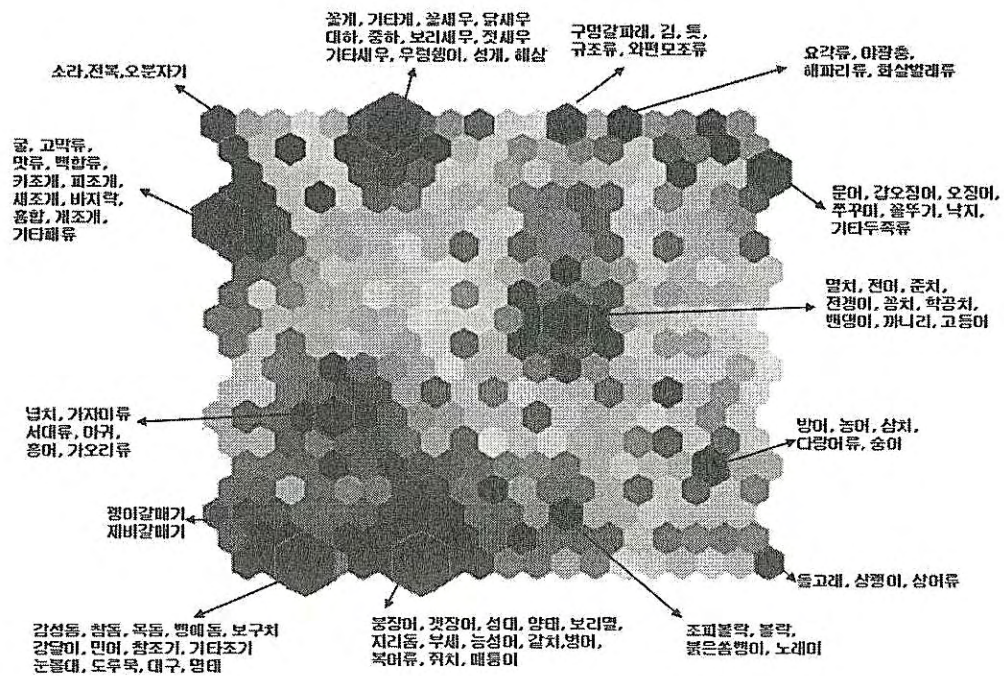 꽃게, 기타게, 꽃새우, 닭새우
대하, 중하, 보리새우, 젓새우
기타새우, 우렁쉥이, 성게, 해삼
구멍갈파래, 김, 톳,
규조류, 와편모조류
요각류, 야광충,
해파리류, 화살벌레류
소라,전복,오분자기
굴, 고막류,
맛류, 백합류,
키조개, 피조개,
새조개, 바지락,
홍합, 게조개,
기타패류
문어, 갑오징어, 오징어,
쭈꾸미, 꼴뚜기, 낙지,
기타두족류
멸치, 전어, 준치,
전갱이, 꽁치, 학공치,
밴댕이, 까나리, 고등어
넙치, 가자미류
서대류, 아귀,
홍어, 가오리류
방어, 농어, 삼치,
다랑어류, 숭어
괭이갈매기
재비갈매기
돌고래, 상괭이, 상어류
감성돔, 참돔, 옥돔, 뱅에돔, 보구치
강달이, 민어, 참조기, 기타조기
눈볼대, 도루묵, 대구, 명태
붕장어, 갯장어, 성대, 양태, 보리멸,
자리돔, 부세, 능성어, 갈치,병어,
복어류, 쥐치, 매퉁이
조피볼락, 볼락,
붉은쏨뱅이, 노래미